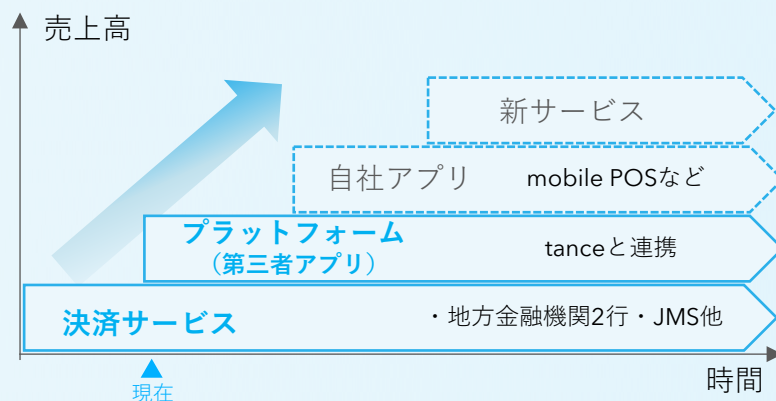 売上高
新サービス
自社アプリ mobile POSなど
プラットフォーム
（第三者アプリ） tanceと連携
決済サービス ・地方金融機関2行・JMS他
現在
時間